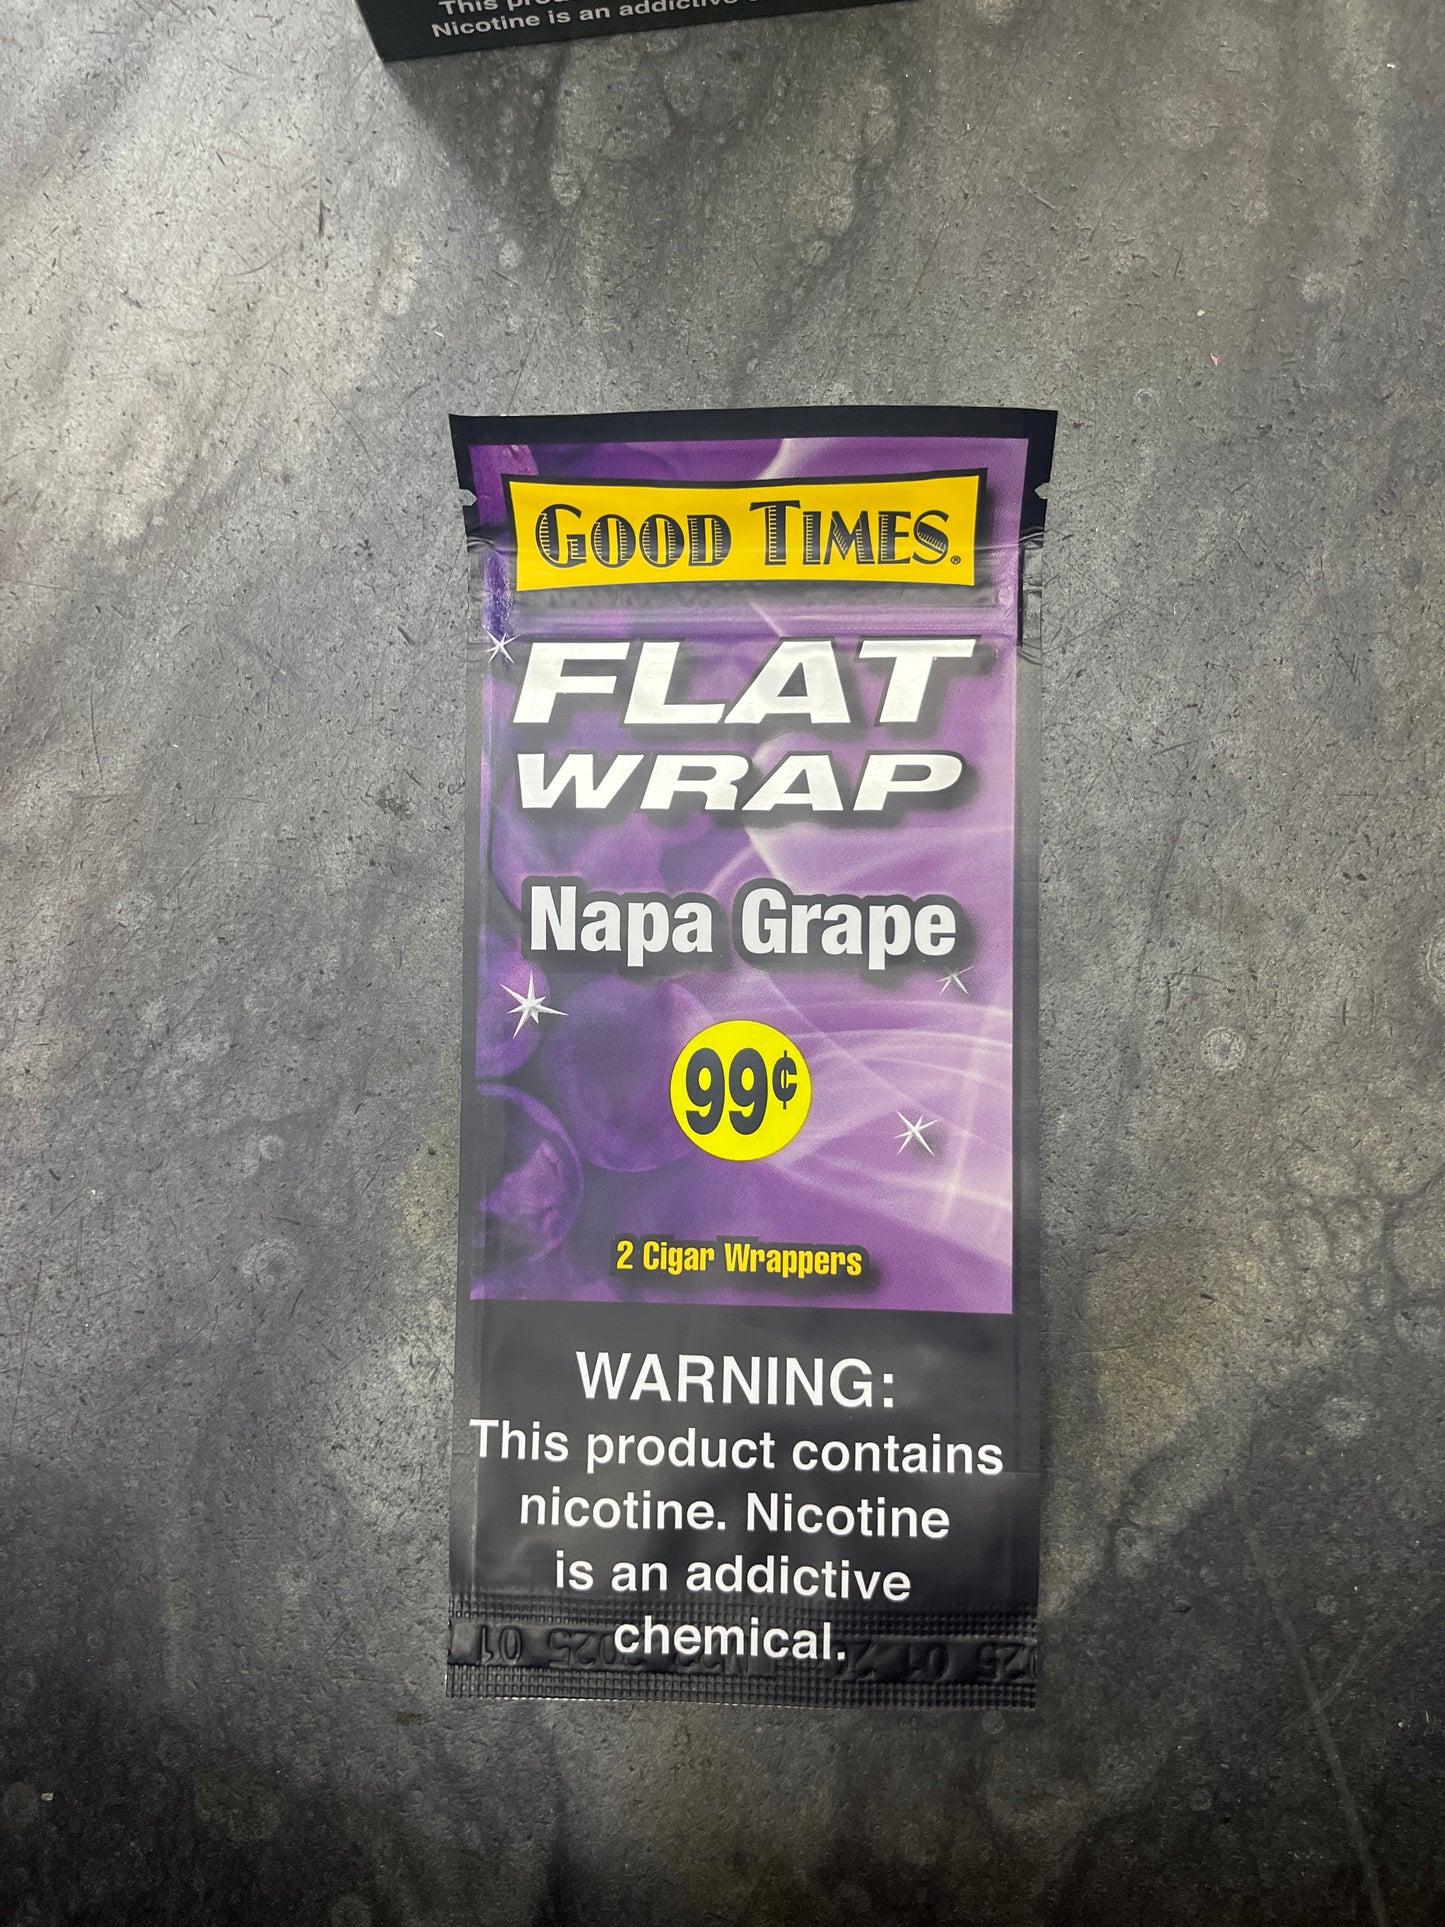 This
Nicotine is an addictive
GOOD TIMES®
FLAT
WRAP
Napa Grape
99¢
2 Cigar Wrappers
WARNING:
This product contains
nicotine. Nicotine
is an addictive
chemical.